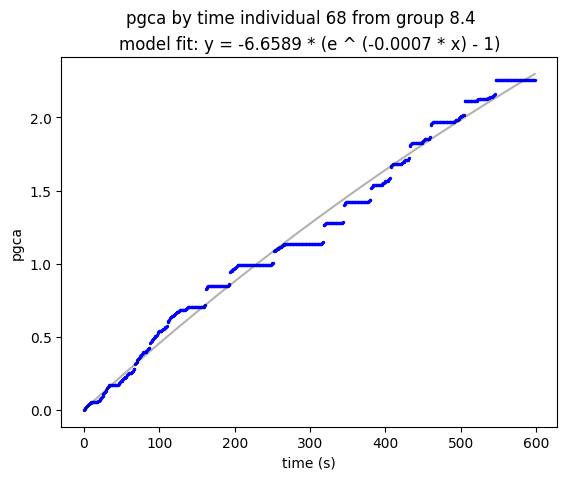 pgca by time individual 68 from group 8.4
model fit: y = -6.6589 * (e ^ (-0.0007 * x) - 1)
2.0
1.5
1.0
0.5
0.0
pgca
0 100 200 300 400 500 600
time (s)